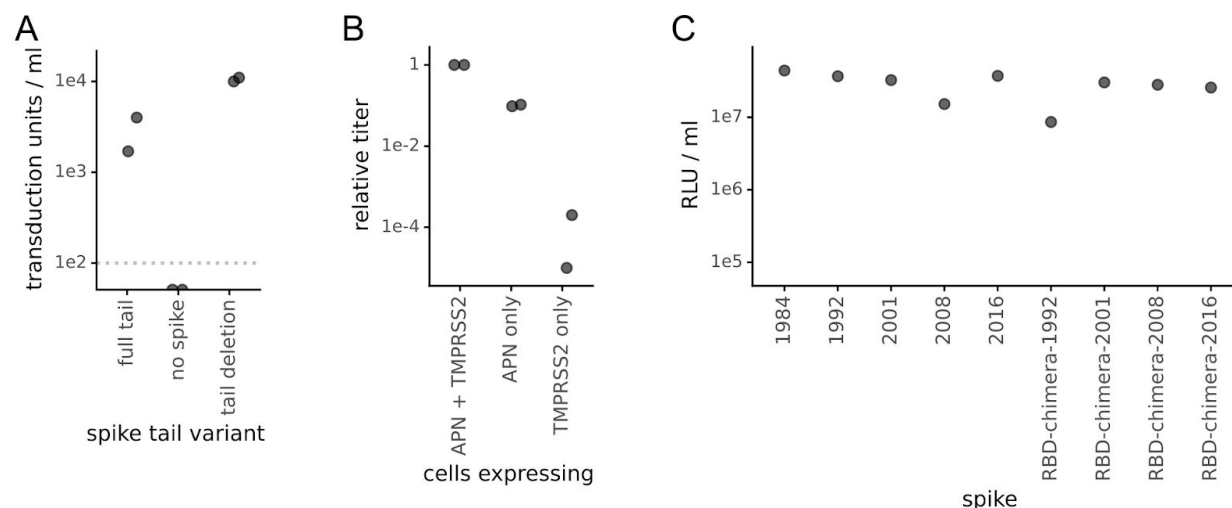 A
transduction units / ml
1e4
1e3
1e2
full tail
no spike
tail deletion
spike tail variant
B
relative titer
1
1e-2
1e-4
APN + TMPRSS2
APN only
TMPRSS2 only
cells expressing
C
RLU / ml
1e7
1e6
1e5
1984
1992
2001
2008
2016
RBD-chimera-1992
RBD-chimera-2001
RBD-chimera-2008
RBD-chimera-2016
spike